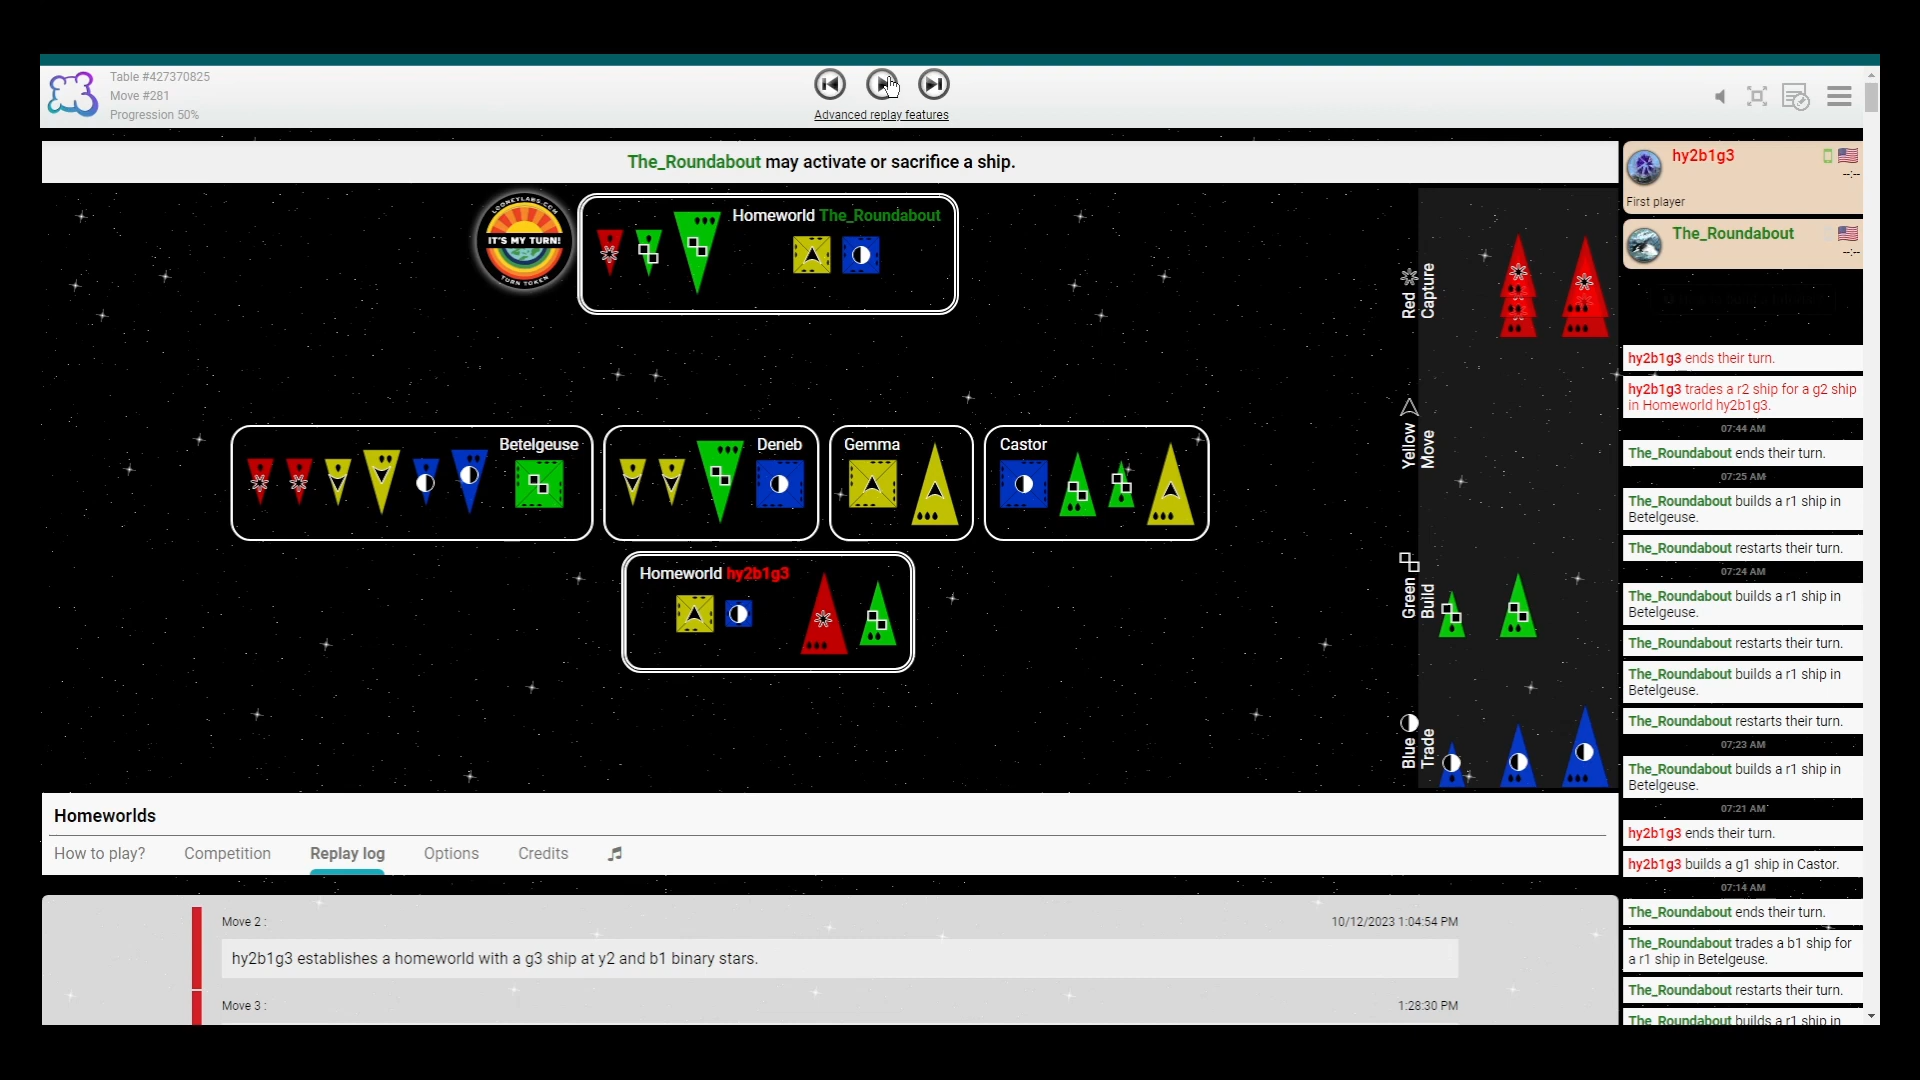 Table #427370825
Move #281
Progression 50%
Advanced replay features
The_Roundabout may activate or sacrifice a ship.
LOONEYLABS.COM
IT'S MY TURN!
TURN TOKEN
Homeworld The_Roundabout
Betelgeuse
Deneb
Gemma
Castor
Homeworld hy2b1g3
Red
Capture
Yellow
Move
Green
Build
Blue
Trade
hy2b1g3
--:--
First player
The_Roundabout
--:--
hy2b1g3 ends their turn.
hy2b1g3 trades a r2 ship for a g2 ship
in Homeworld hy2b1g3.
07:44 AM
The_Roundabout ends their turn.
07:25 AM
The_Roundabout builds a r1 ship in
Betelgeuse.
The_Roundabout restarts their turn.
07:24 AM
The_Roundabout builds a r1 ship in
Betelgeuse.
The_Roundabout restarts their turn.
The_Roundabout builds a r1 ship in
Betelgeuse.
The_Roundabout restarts their turn.
07:23 AM
The_Roundabout builds a r1 ship in
Betelgeuse.
07:21 AM
hy2b1g3 ends their turn.
hy2b1g3 builds a g1 ship in Castor.
07:14 AM
The_Roundabout ends their turn.
The_Roundabout trades a b1 ship for
a r1 ship in Betelgeuse.
The_Roundabout restarts their turn.
The_Roundabout builds a r1 ship in
Homeworlds
How to play?
Competition
Replay log
Options
Credits
Move 2 :
10/12/2023 1:04:54 PM
hy2b1g3 establishes a homeworld with a g3 ship at y2 and b1 binary stars.
Move 3 :
1:28:30 PM